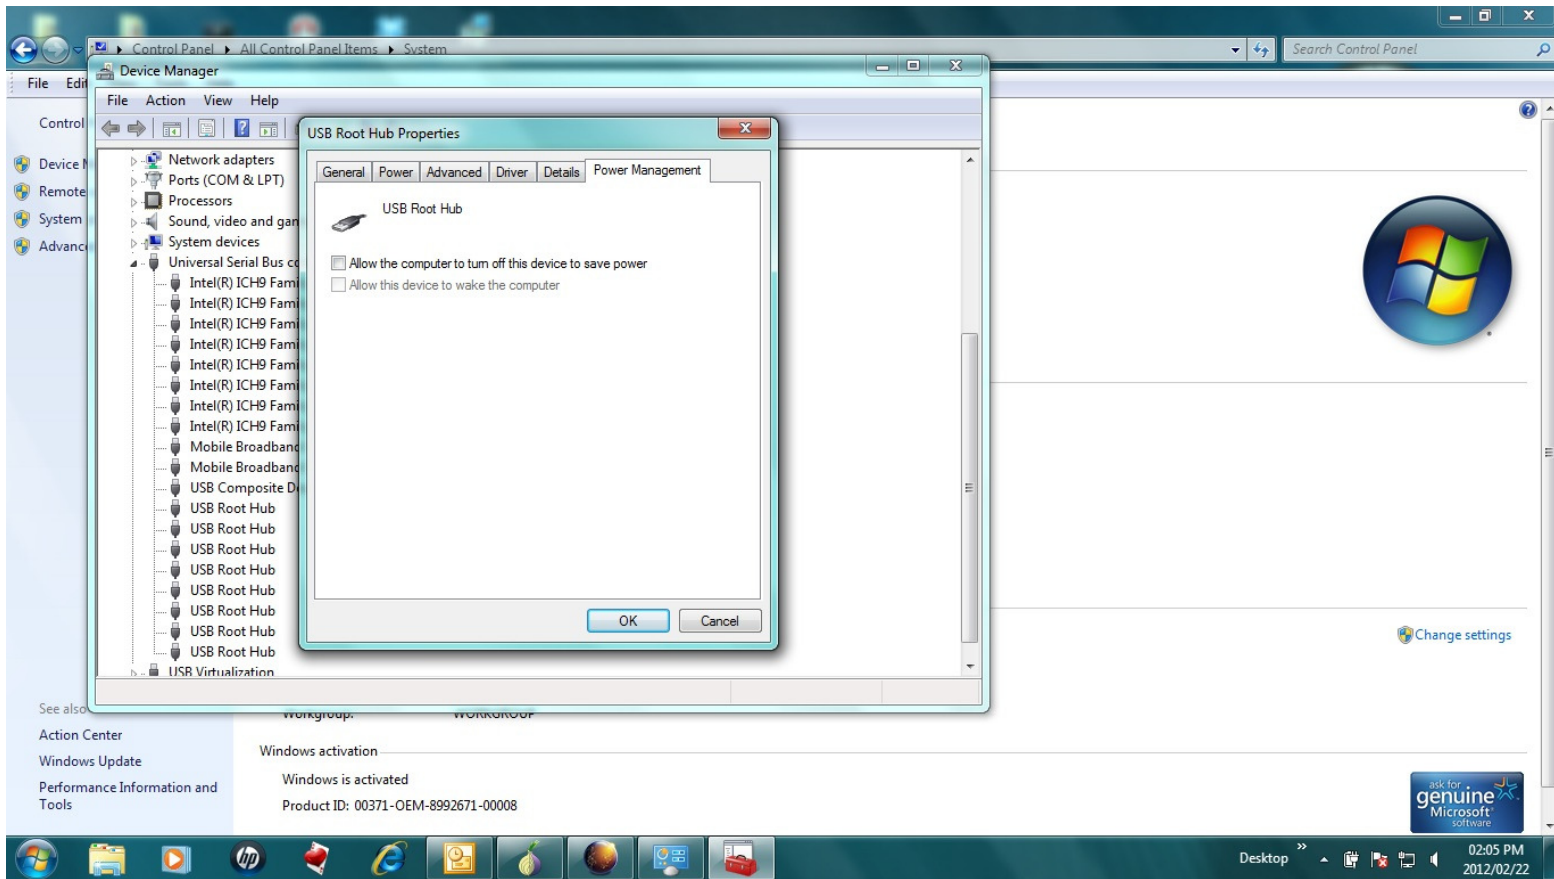 Control Panel ▸ All Control Panel Items ▸ System
Search Control Panel
File Edit
Control
Device
Remote
System
Advance
Device Manager
File Action View Help
Network adapters
Ports (COM & LPT)
Processors
Sound, video and gam
System devices
Universal Serial Bus co
Intel(R) ICH9 Fami
Intel(R) ICH9 Fami
Intel(R) ICH9 Fami
Intel(R) ICH9 Fami
Intel(R) ICH9 Fami
Intel(R) ICH9 Fami
Intel(R) ICH9 Fami
Intel(R) ICH9 Fami
Mobile Broadband
Mobile Broadband
USB Composite De
USB Root Hub
USB Root Hub
USB Root Hub
USB Root Hub
USB Root Hub
USB Root Hub
USB Root Hub
USB Root Hub
USB Virtualization
USB Root Hub Properties
General Power Advanced Driver Details Power Management
USB Root Hub
Allow the computer to turn off this device to save power
Allow this device to wake the computer
OK Cancel
Change settings
See also
Action Center
Windows Update
Performance Information and
Tools
Workgroup: WORKGROUP
Windows activation
Windows is activated
Product ID: 00371-OEM-8992671-00008
ask for
genuine
Microsoft
software
hp
Desktop
02:05 PM
2012/02/22